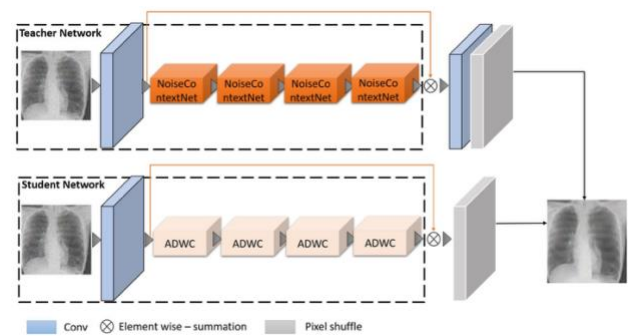 Teacher Network
NoiseCo
ntextNet
NoiseCo
ntextNet
NoiseCo
ntextNet
NoiseCo
ntextNet
Student Network
ADWC
ADWC
ADWC
ADWC
Conv
Element wise – summation
Pixel shuffle